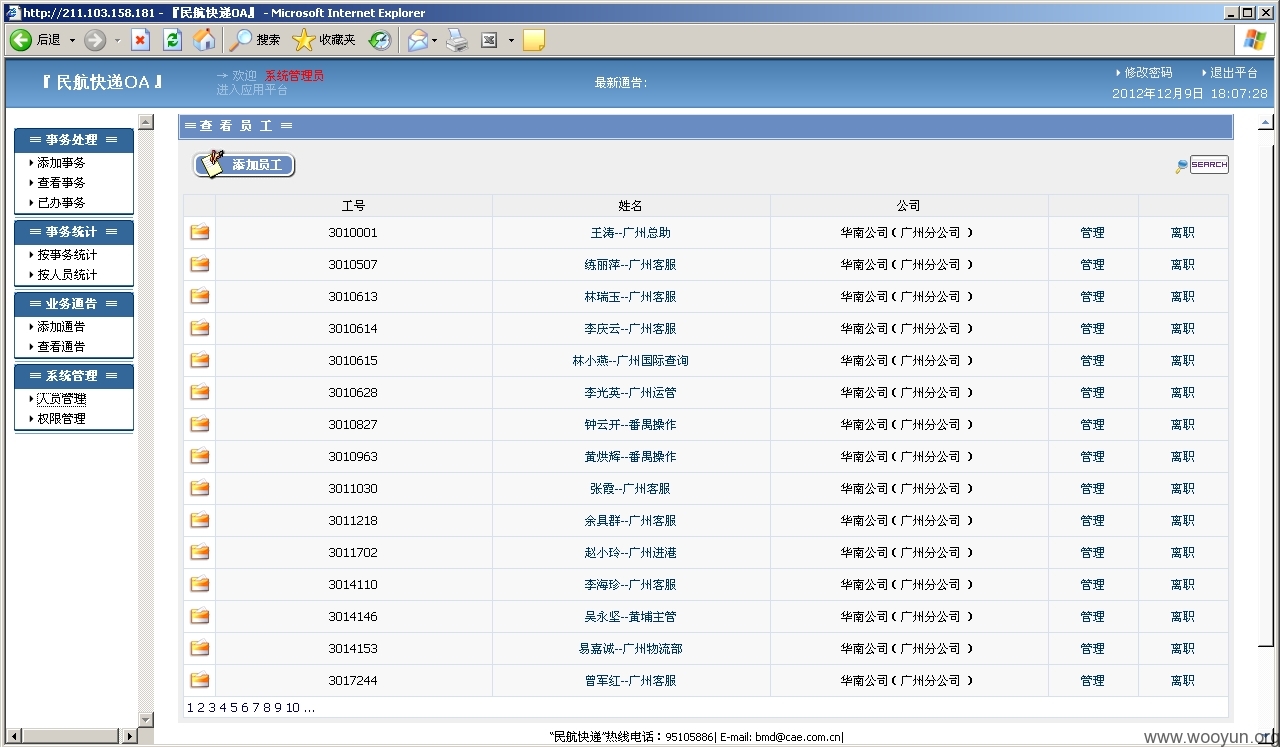 http://211.103.158.181 - 『民航快递OA』 - Microsoft Internet Explorer
后退 搜索 收藏夹
『 民航快递OA 』
→ 欢迎 系统管理员
进入应用平台
最新通告:
修改密码 退出平台
2012年12月9日 18:07:28
═ 事务处理 ═
添加事务
查看事务
已办事务
═ 事务统计 ═
按事务统计
按人员统计
═ 业务通告 ═
添加通告
查看通告
═ 系统管理 ═
人员管理
权限管理
═ 查 看 员 工 ═
添加员工
SEARCH
工号 姓名 公司
3010001 王涛--广州总助 华南公司(广州分公司 ) 管理 离职
3010507 练丽萍--广州客服 华南公司(广州分公司 ) 管理 离职
3010613 林瑞玉--广州客服 华南公司(广州分公司 ) 管理 离职
3010614 李庆云--广州客服 华南公司(广州分公司 ) 管理 离职
3010615 林小燕--广州国际查询 华南公司(广州分公司 ) 管理 离职
3010628 李光英--广州运管 华南公司(广州分公司 ) 管理 离职
3010827 钟云开--番禺操作 华南公司(广州分公司 ) 管理 离职
3010963 黄洪辉--番禺操作 华南公司(广州分公司 ) 管理 离职
3011030 张霞--广州客服 华南公司(广州分公司 ) 管理 离职
3011218 余具群--广州客服 华南公司(广州分公司 ) 管理 离职
3011702 赵小玲--广州进港 华南公司(广州分公司 ) 管理 离职
3014110 李海珍--广州客服 华南公司(广州分公司 ) 管理 离职
3014146 吴永坚--黄埔主管 华南公司(广州分公司 ) 管理 离职
3014153 易嘉诚--广州物流部 华南公司(广州分公司 ) 管理 离职
3017244 曾军红--广州客服 华南公司(广州分公司 ) 管理 离职
1 2 3 4 5 6 7 8 9 10 ...
“民航快递”热线电话：95105886| E-mail: bmd@cae.com.cn|
www.wooyun.org